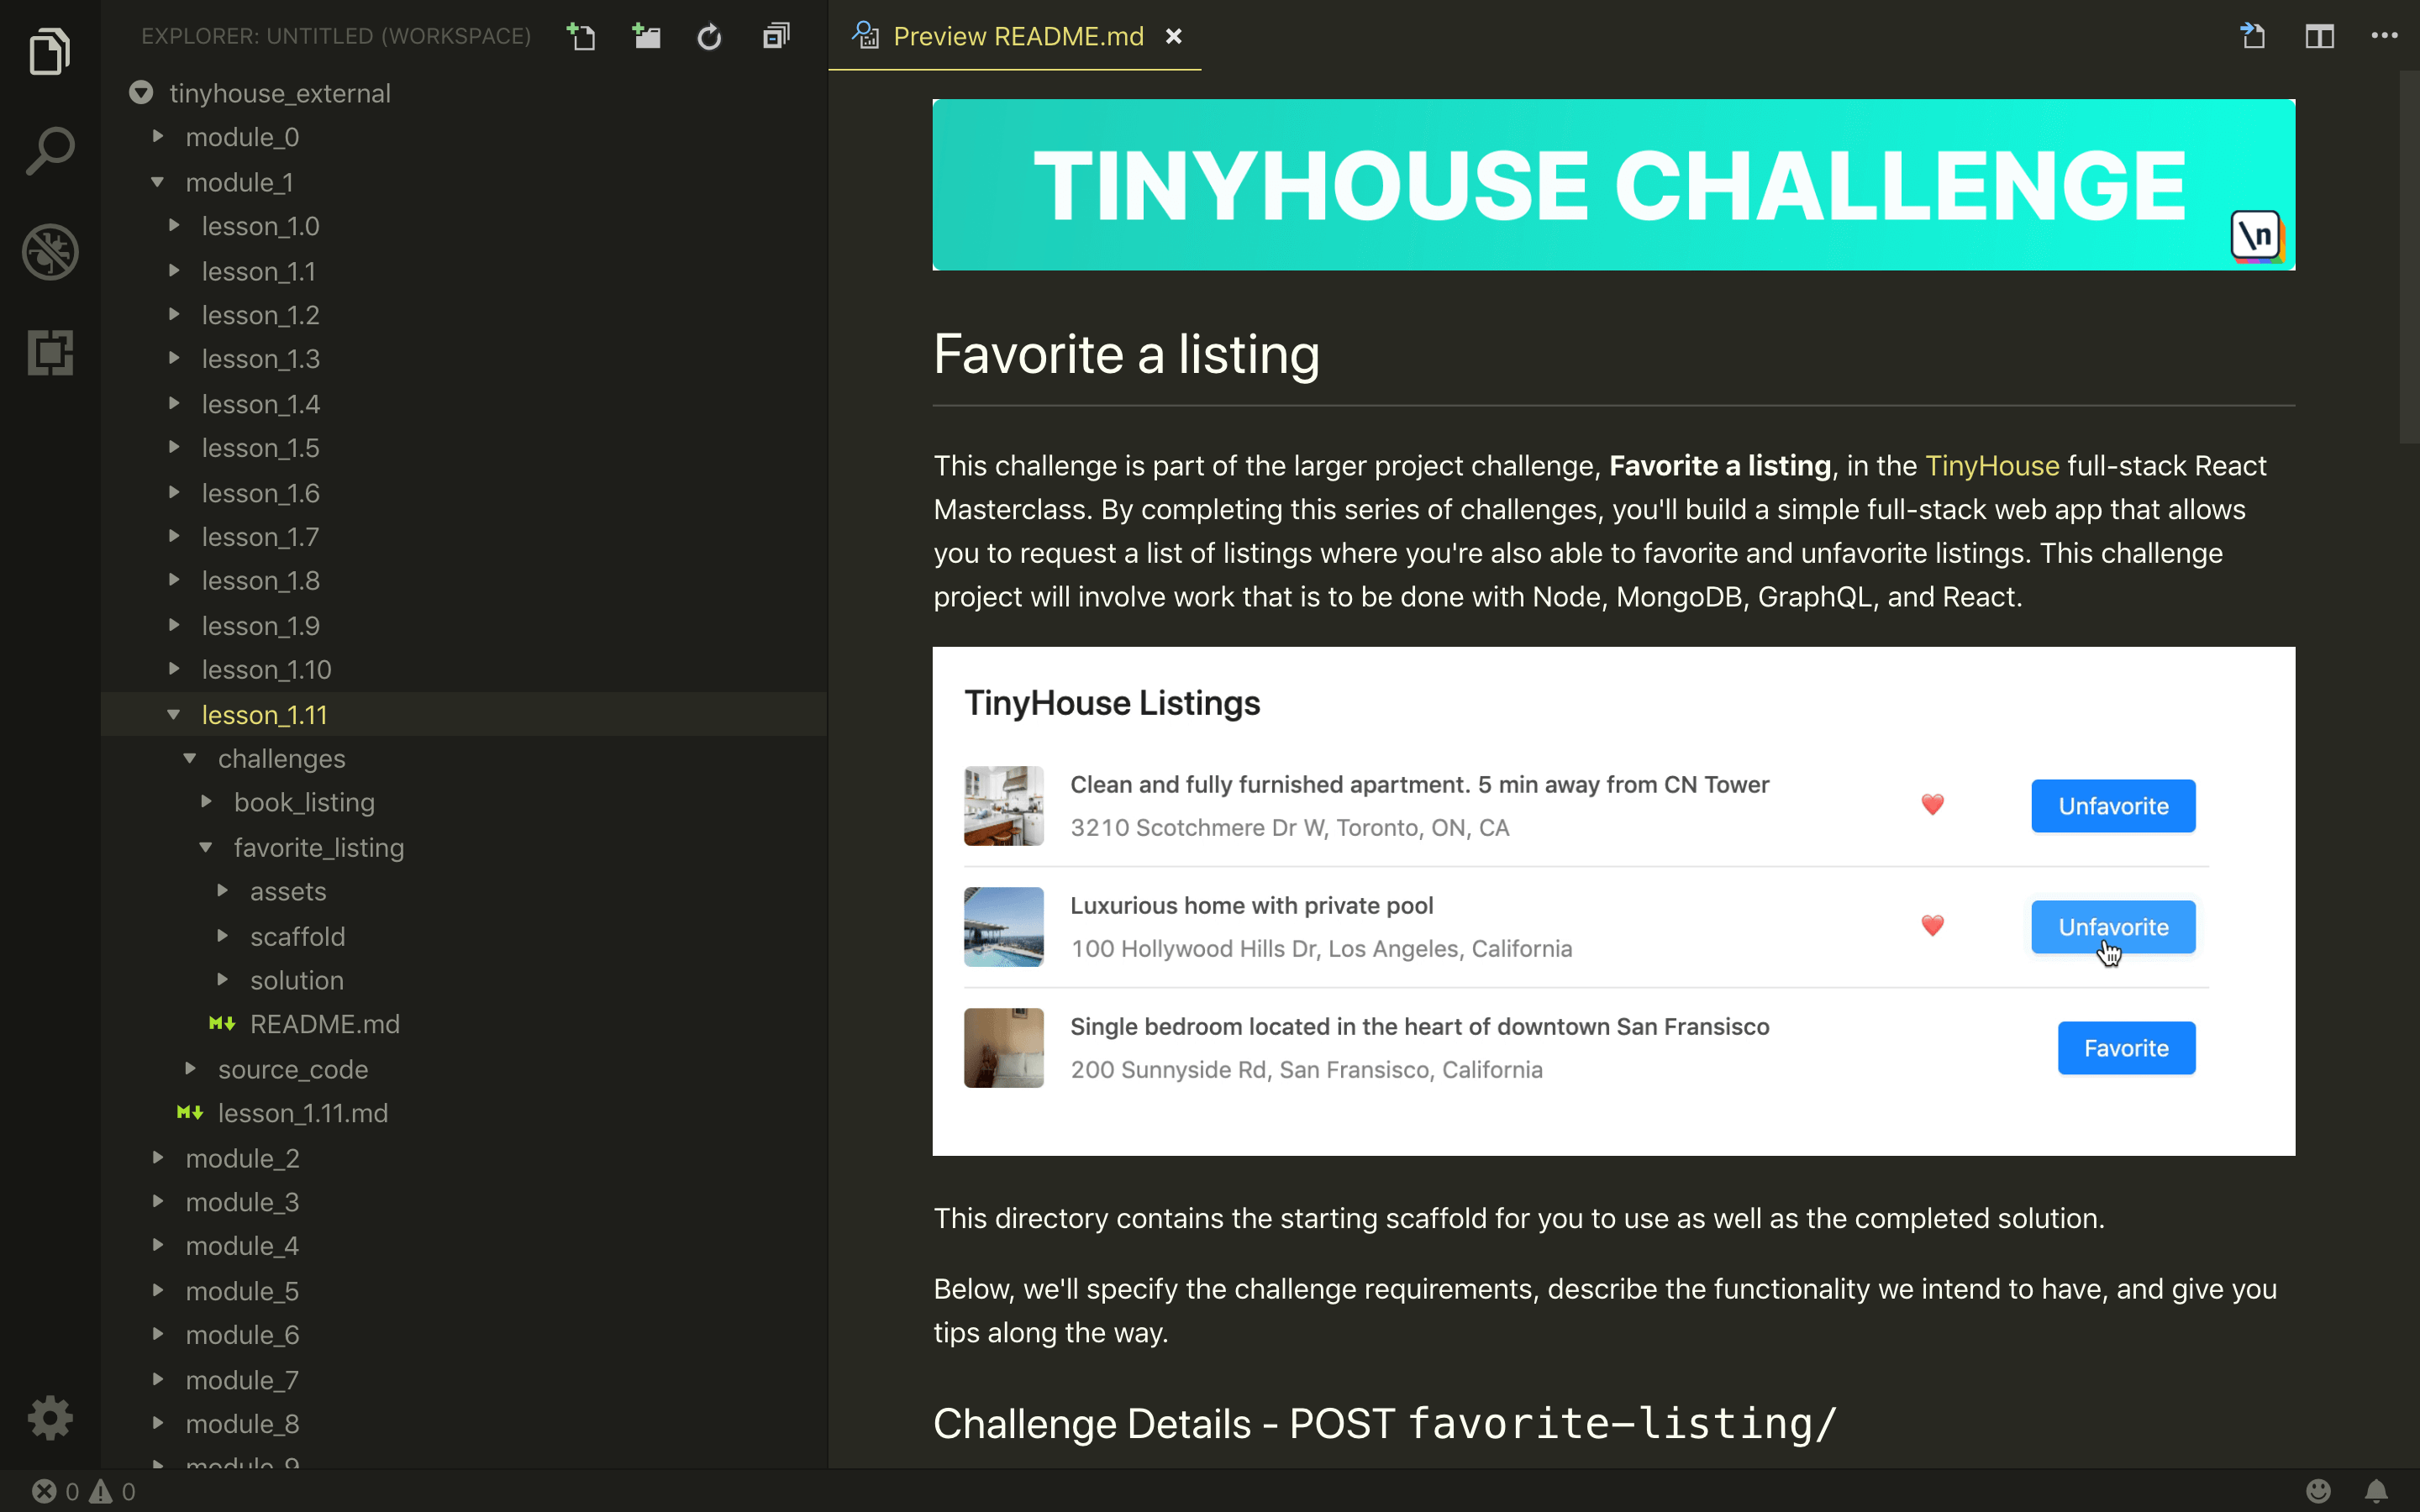 EXPLORER: UNTITLED (WORKSPACE)
tinyhouse_external
module_0
module_1
lesson_1.0
lesson_1.1
lesson_1.2
lesson_1.3
lesson_1.4
lesson_1.5
lesson_1.6
lesson_1.7
lesson_1.8
lesson_1.9
lesson_1.10
lesson_1.11
challenges
book_listing
favorite_listing
assets
scaffold
solution
README.md
source_code
lesson_1.11.md
module_2
module_3
module_4
module_5
module_6
module_7
module_8
module_9
0 0
Preview README.md
TINYHOUSE CHALLENGE
\n
Favorite a listing
This challenge is part of the larger project challenge, Favorite a listing, in the TinyHouse full-stack React
Masterclass. By completing this series of challenges, you'll build a simple full-stack web app that allows
you to request a list of listings where you're also able to favorite and unfavorite listings. This challenge
project will involve work that is to be done with Node, MongoDB, GraphQL, and React.
TinyHouse Listings
Clean and fully furnished apartment. 5 min away from CN Tower
3210 Scotchmere Dr W, Toronto, ON, CA
Unfavorite
Luxurious home with private pool
100 Hollywood Hills Dr, Los Angeles, California
Unfavorite
Single bedroom located in the heart of downtown San Fransisco
200 Sunnyside Rd, San Fransisco, California
Favorite
This directory contains the starting scaffold for you to use as well as the completed solution.
Below, we'll specify the challenge requirements, describe the functionality we intend to have, and give you
tips along the way.
Challenge Details - POST favorite-listing/